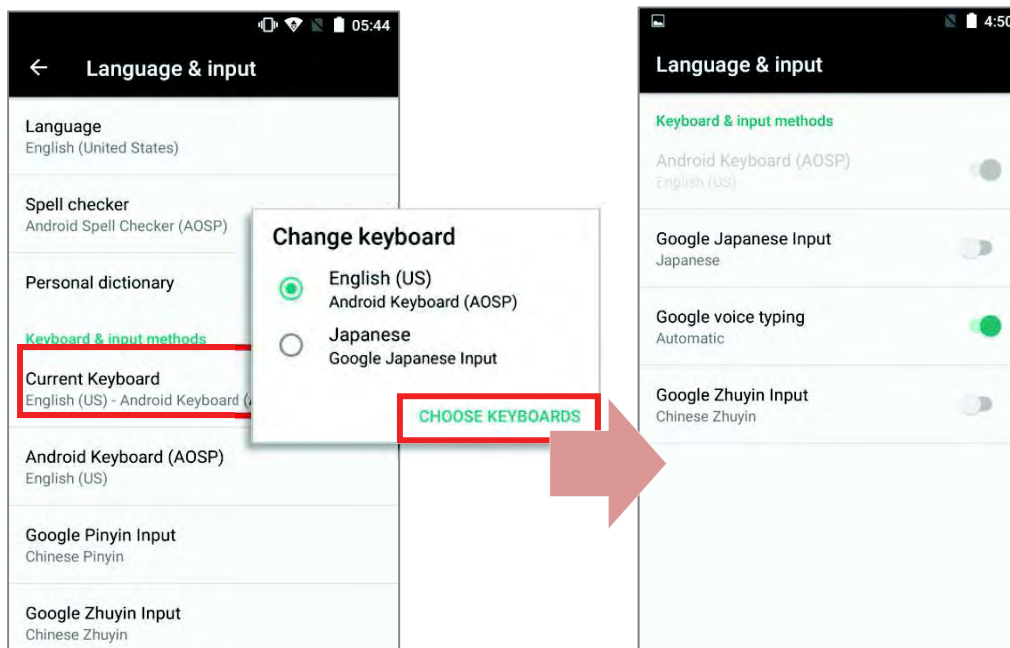 05:44
Language & input
Language
English (United States)
Spell checker
Android Spell Checker (AOSP)
Personal dictionary
Keyboard & input methods
Current Keyboard
English (US) - Android Keyboard (
Android Keyboard (AOSP)
English (US)
Google Pinyin Input
Chinese Pinyin
Google Zhuyin Input
Chinese Zhuyin
Change keyboard
English (US)
Android Keyboard (AOSP)
Japanese
Google Japanese Input
CHOOSE KEYBOARDS
4:50
Language & input
Keyboard & input methods
Android Keyboard (AOSP)
English (US)
Google Japanese Input
Japanese
Google voice typing
Automatic
Google Zhuyin Input
Chinese Zhuyin